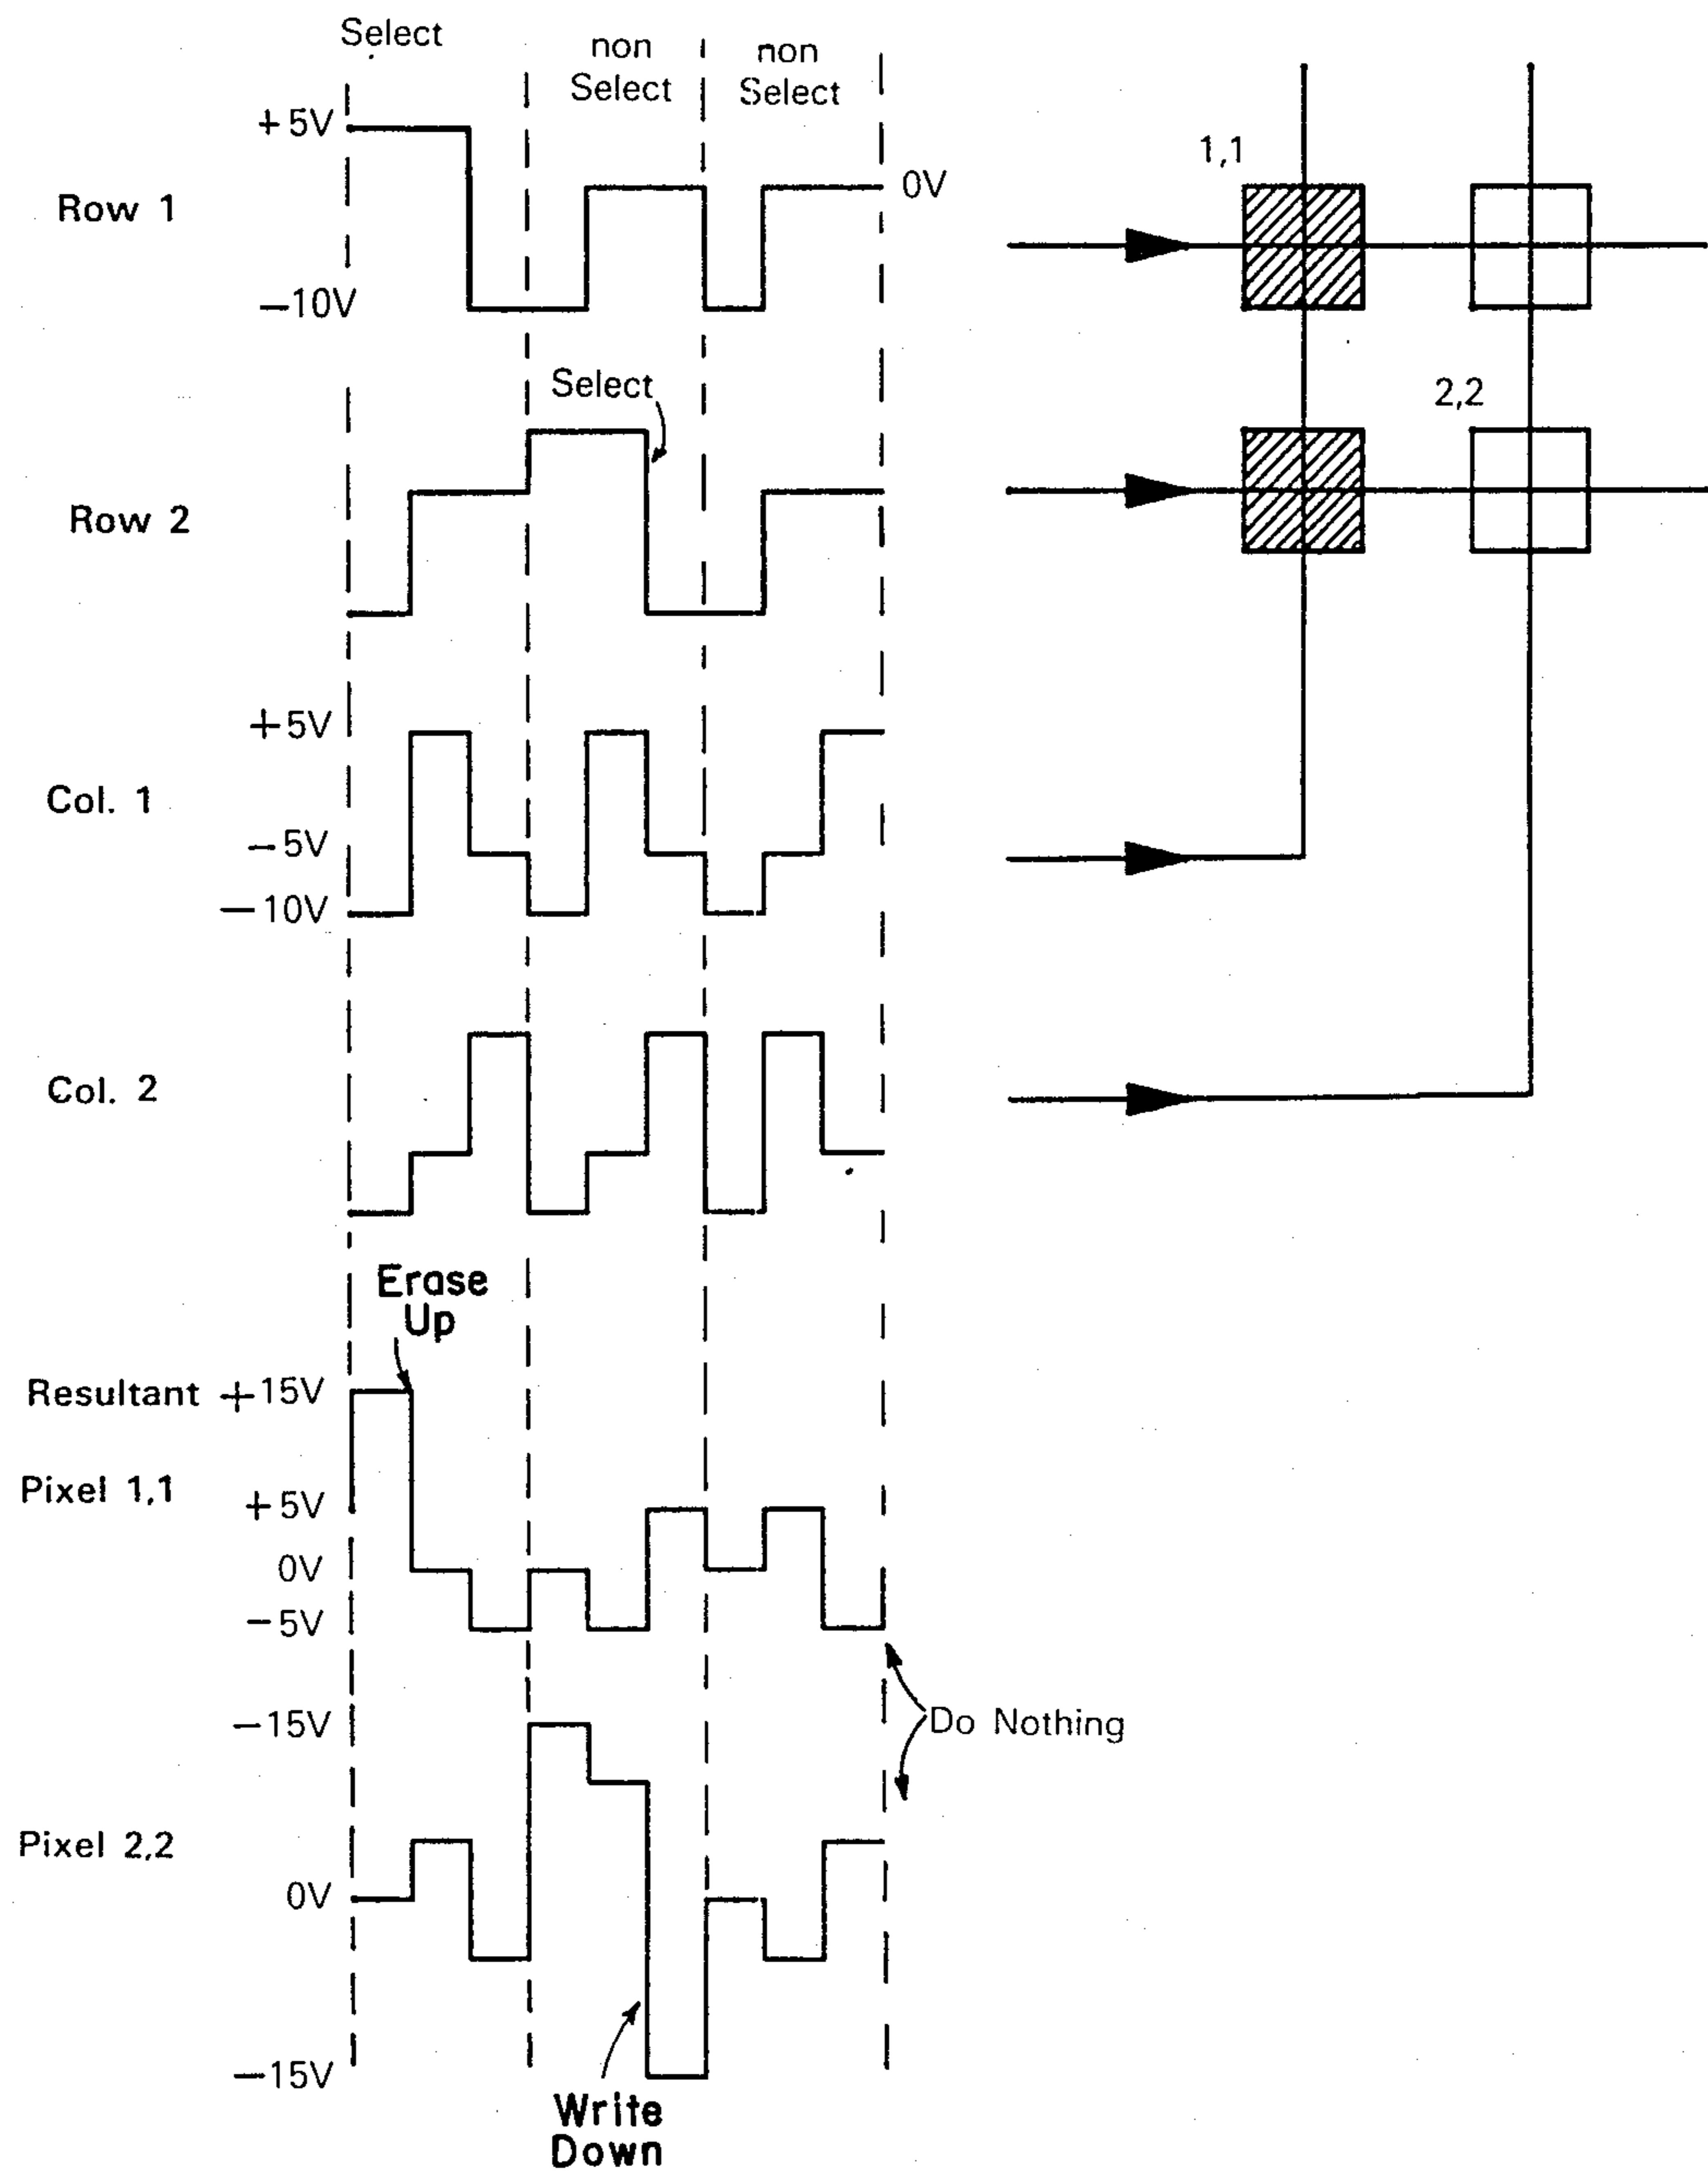 Select
non
Select
non
Select
+5V
Row 1
0V
−10V
1,1
Select
2,2
Row 2
+5V
Col. 1
−5V
−10V
Col. 2
Erase
Up
Resultant +15V
Pixel 1,1
+5V
0V
−5V
−15V
Do Nothing
Pixel 2,2
0V
−15V
Write
Down